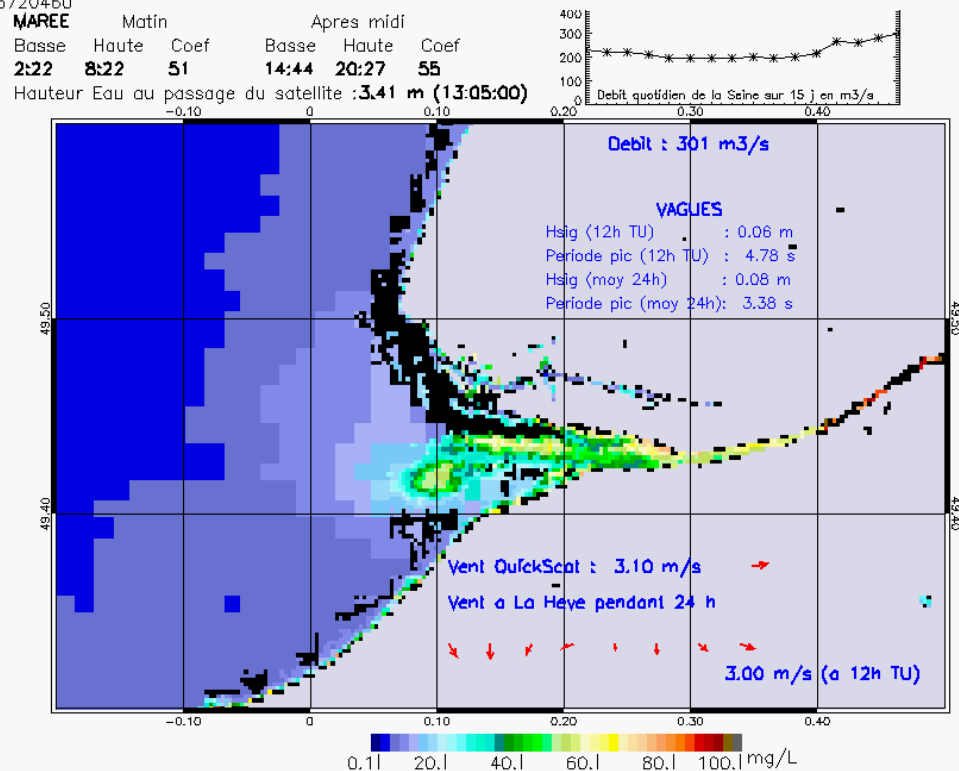 6720460
MAREE Matin Apres midi
Basse Haute Coef Basse Haute Coef
2:22 8:22 51 14:44 20:27 55
Hauteur Eau au passage du satellite : 3.41 m (13:05:00)
400
300
200
100
0
Debit quotidien de la Seine sur 15 j en m3/s
-0.10 0 0.10 0.20 0.30 0.40
Debit : 301 m3/s
VAGUES
Hsig (12h TU) : 0.06 m
Periode pic (12h TU) : 4.78 s
Hsig (moy 24h) : 0.08 m
Periode pic (moy 24h): 3.38 s
49.50 49.50
49.40 49.40
Vent QuickScat : 3.10 m/s
Vent a La Heve pendant 24 h
3.00 m/s (a 12h TU)
-0.10 0 0.10 0.20 0.30 0.40
0.1 20. 40. 60. 80. 100. mg/L